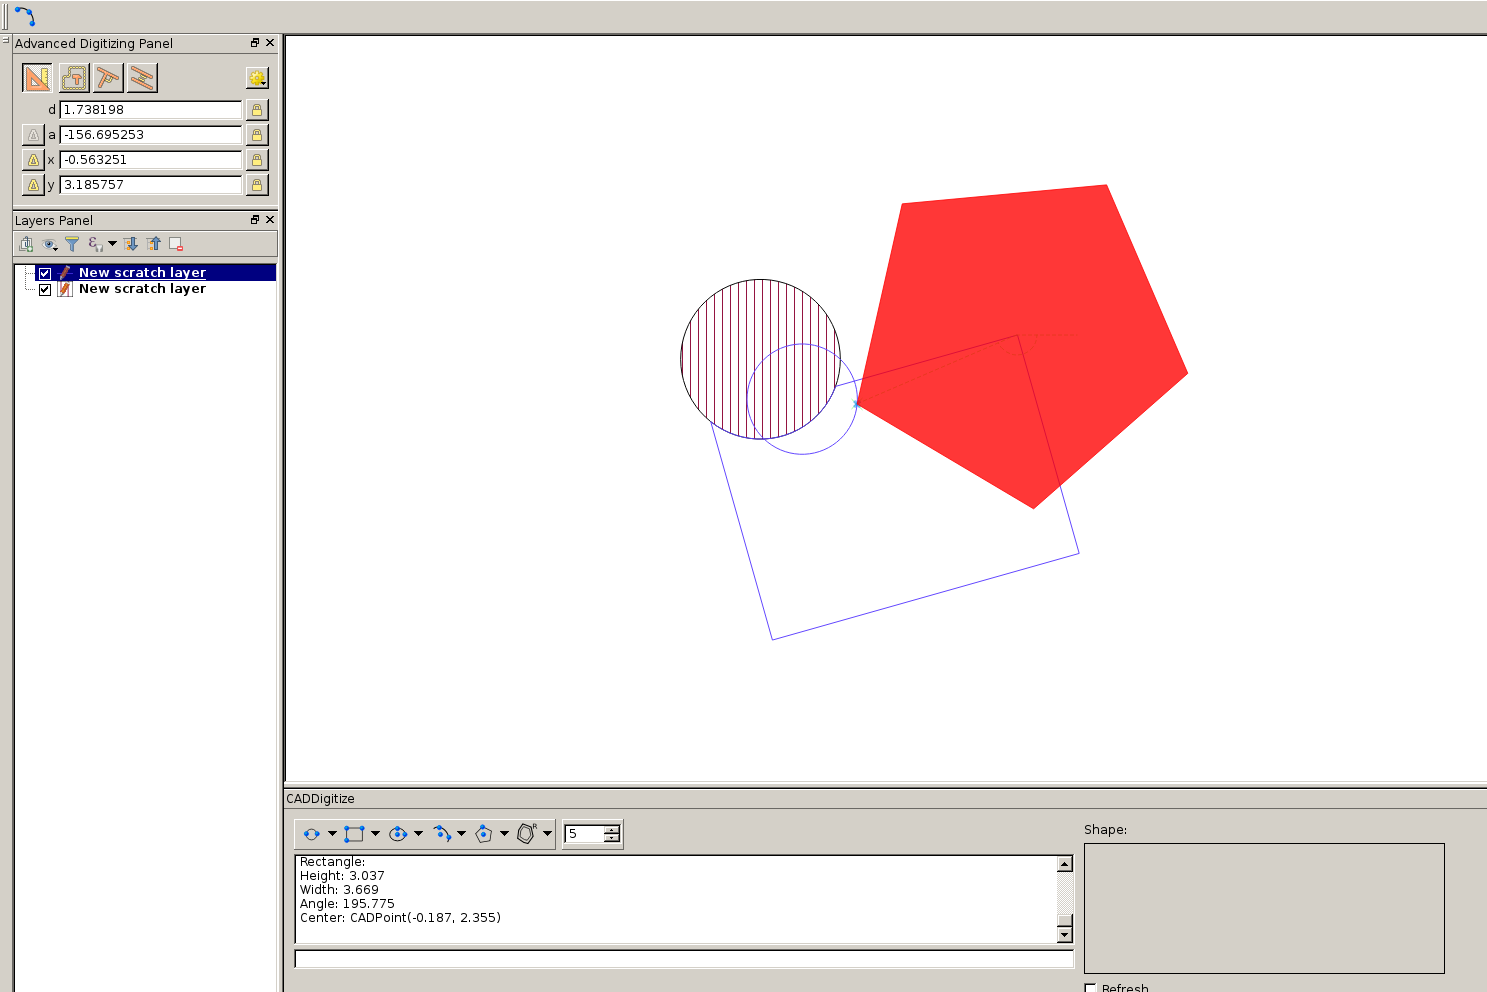 Advanced Digitizing Panel
d 1.738198
a -156.695253
x -0.563251
y 3.185757
Layers Panel
New scratch layer
New scratch layer
CADDigitize
5
Rectangle:
Height: 3.037
Width: 3.669
Angle: 195.775
Center: CADPoint(-0.187, 2.355)
Shape:
Refresh